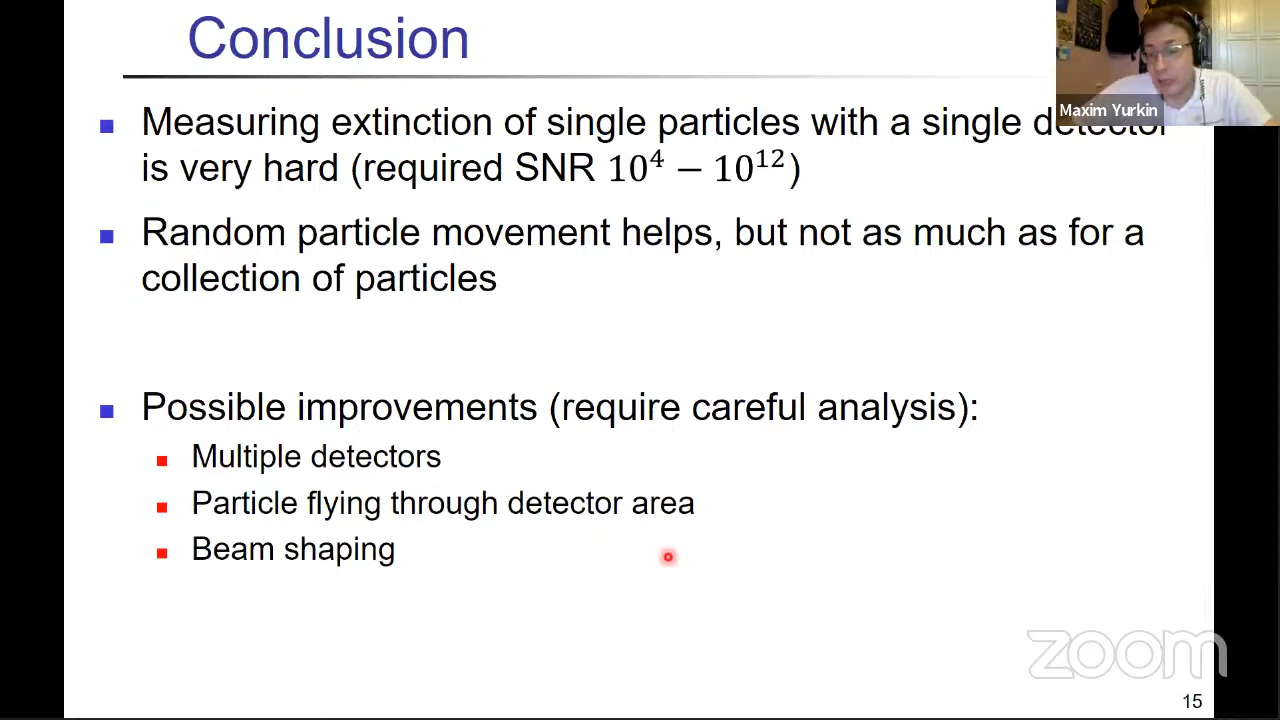 Conclusion
Maxim Yurkin
Measuring extinction of single particles with a single detector
is very hard (required SNR 10⁴ − 10¹²)
Random particle movement helps, but not as much as for a
collection of particles
Possible improvements (require careful analysis):
Multiple detectors
Particle flying through detector area
Beam shaping
zoom
15